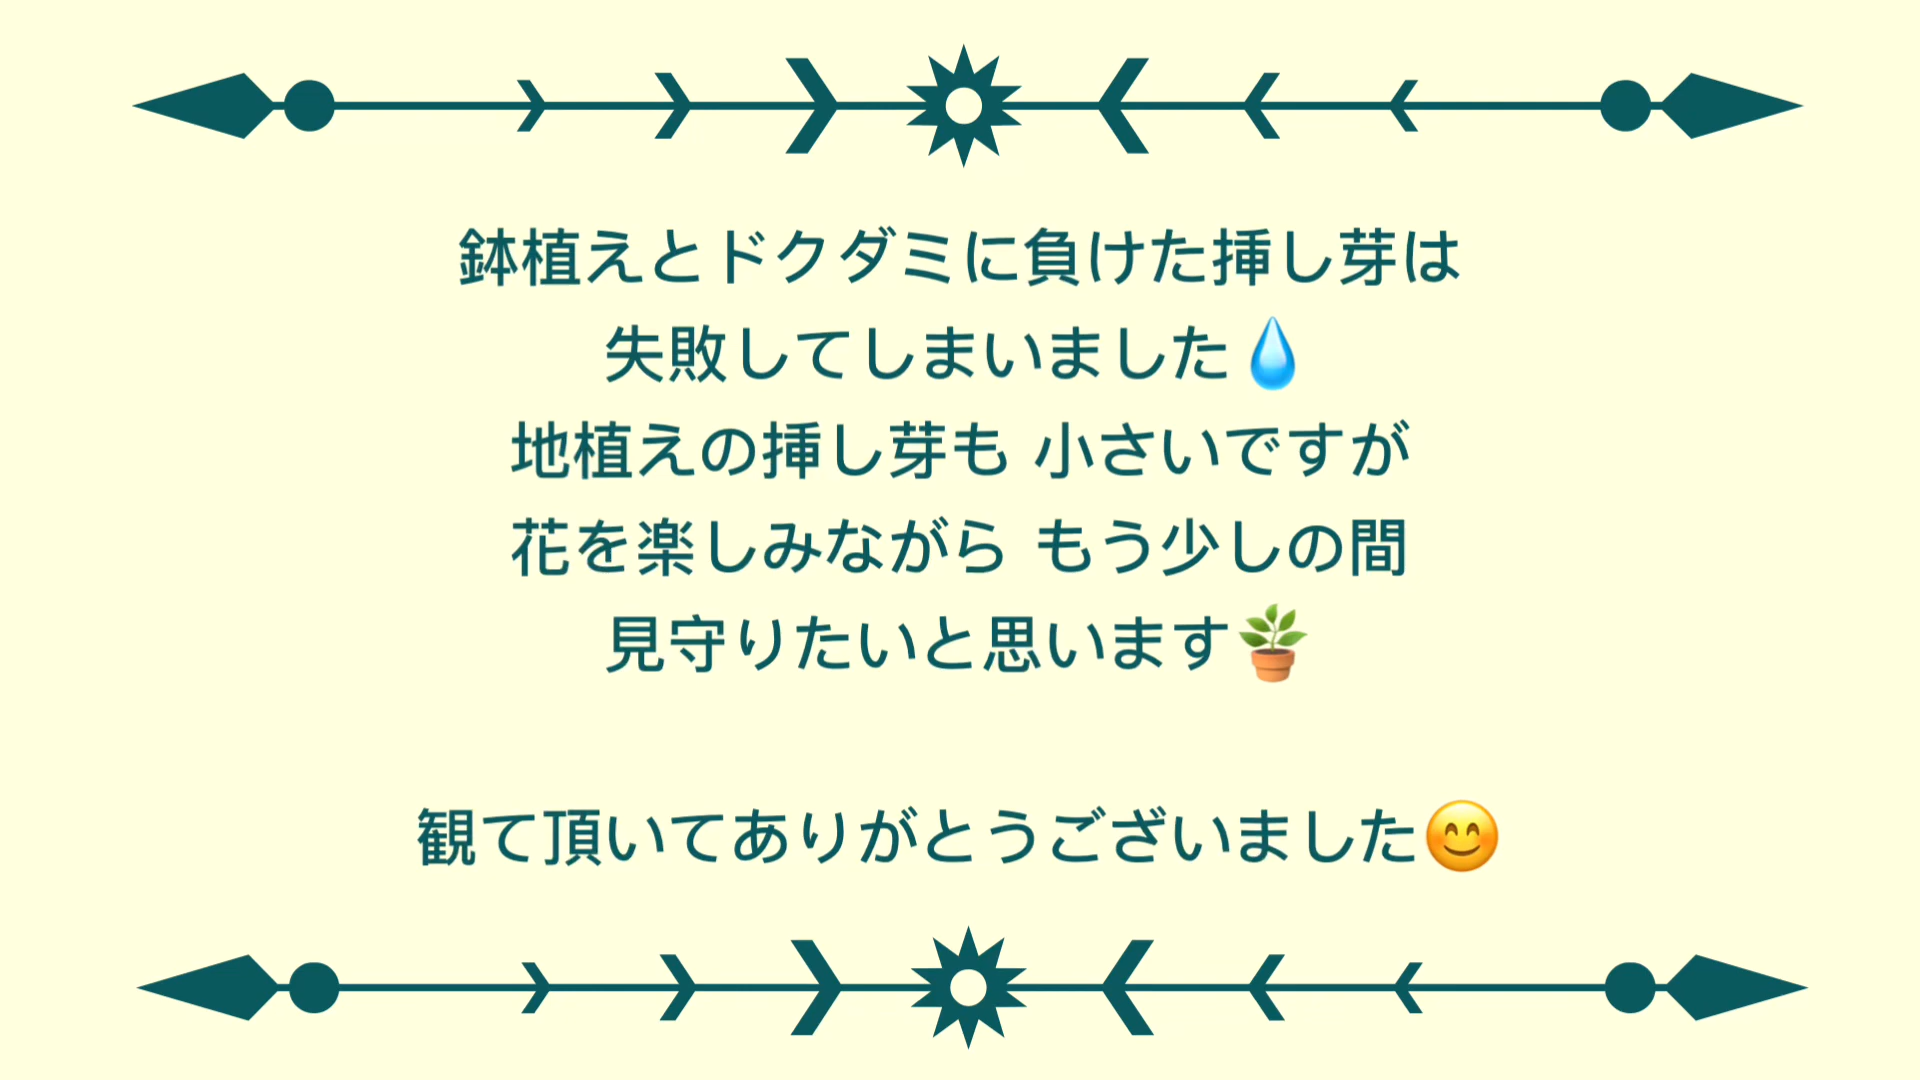 鉢植えとドクダミに負けた挿し芽は
失敗してしまいました💧
地植えの挿し芽も 小さいですが
花を楽しみながら もう少しの間
見守りたいと思います🪴
観て頂いてありがとうございました😊